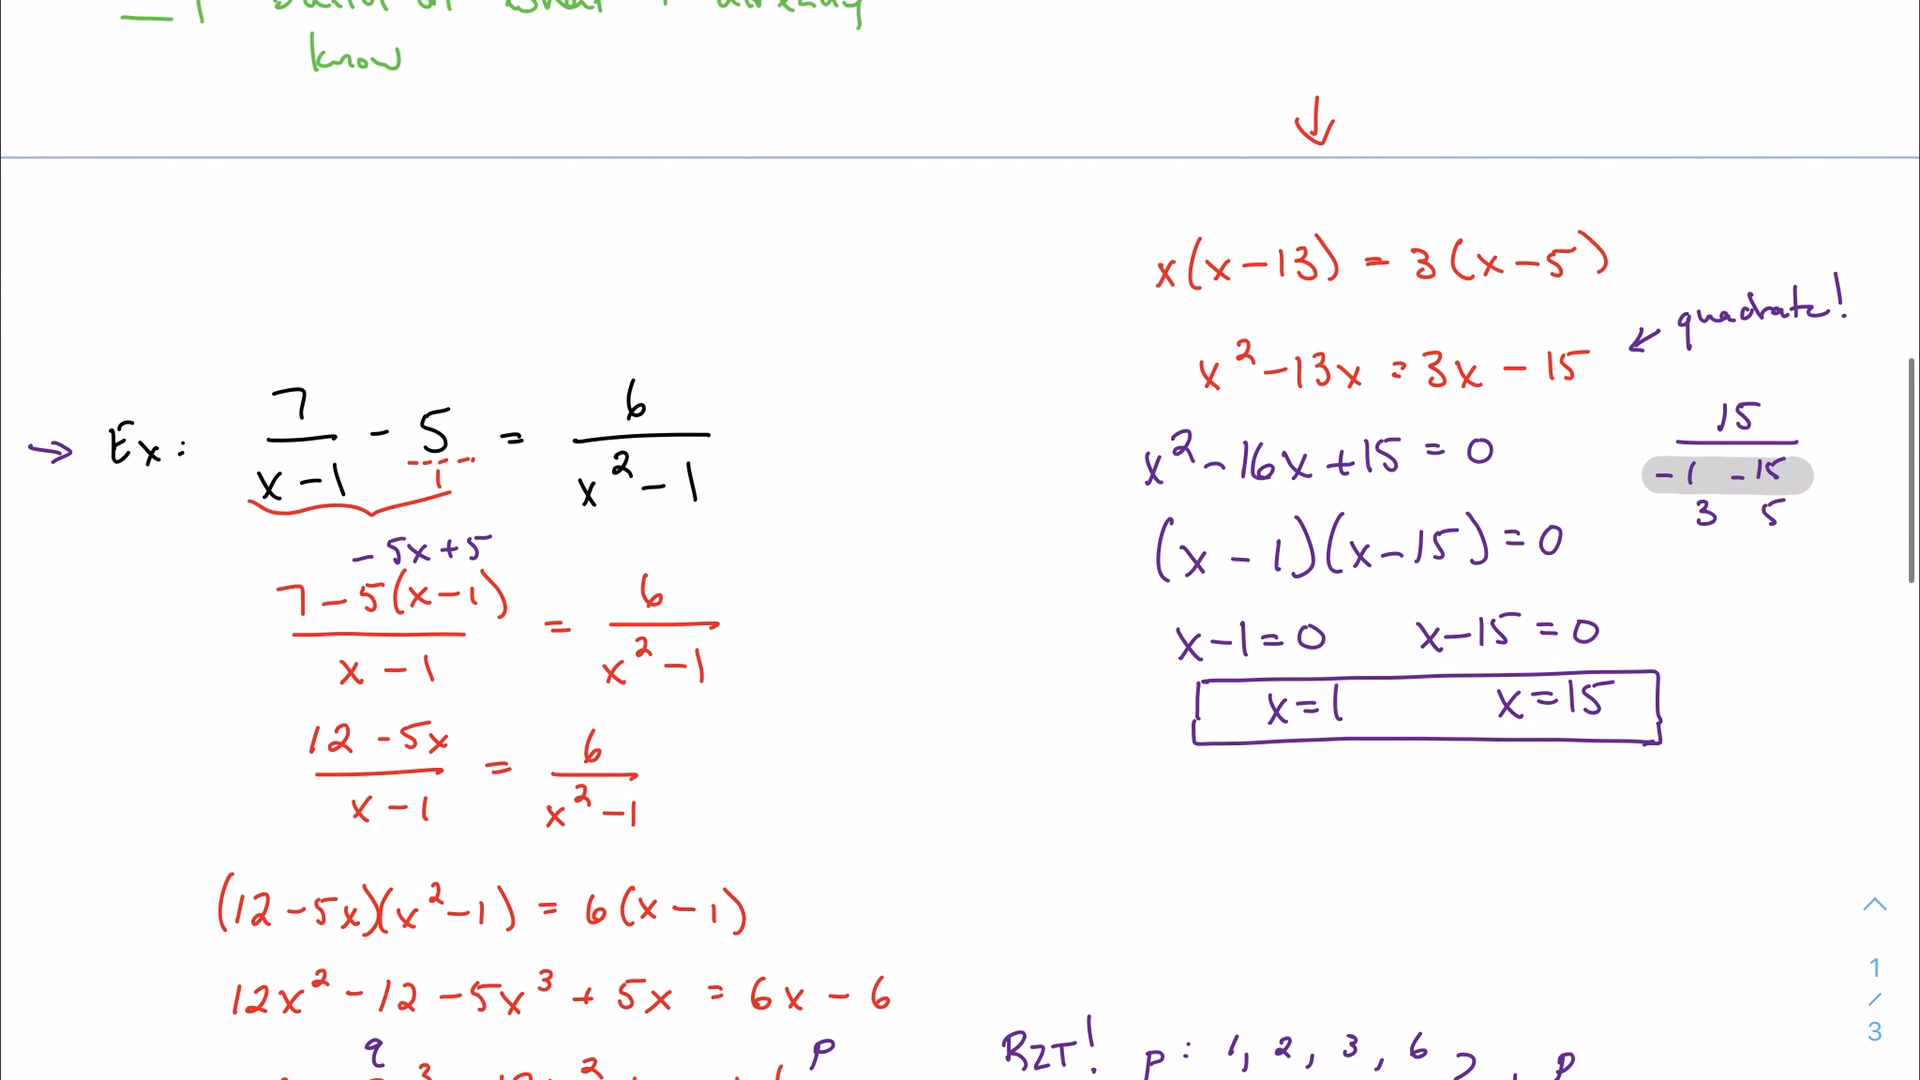 know
↓
→ Ex: 7/(x-1) - 5/1 = 6/(x²-1)
-5x+5
(7-5(x-1))/(x-1) = 6/(x²-1)
(12-5x)/(x-1) = 6/(x²-1)
(12-5x)(x²-1) = 6(x-1)
12x²-12-5x³+5x = 6x-6
q p
x(x-13) = 3(x-5)
x²-13x = 3x-15 ← quadratc!
x²-16x+15 = 0
15
-1 -15
3 5
(x-1)(x-15) = 0
x-1=0 x-15=0
x=1 x=15
RZT! p: 1, 2, 3, 6 p
^
1
/
3